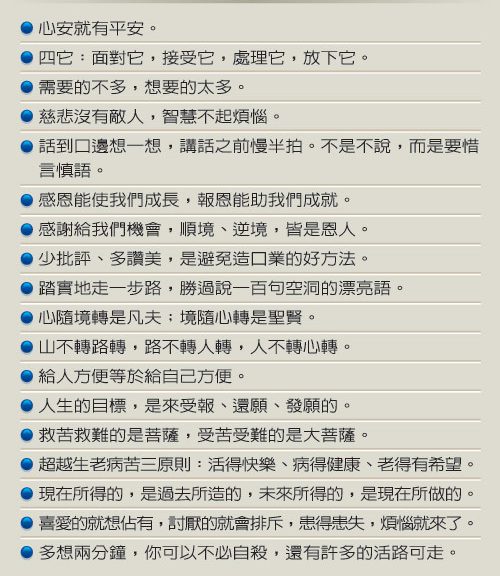 心安就有平安。
四它：面對它，接受它，處理它，放下它。
需要的不多，想要的太多。
慈悲沒有敵人，智慧不起煩惱。
話到口邊想一想，講話之前慢半拍。不是不說，而是要惜
言慎語。
感恩能使我們成長，報恩能助我們成就。
感謝給我們機會，順境、逆境，皆是恩人。
少批評、多讚美，是避免造口業的好方法。
踏實地走一步路，勝過說一百句空洞的漂亮語。
心隨境轉是凡夫；境隨心轉是聖賢。
山不轉路轉，路不轉人轉，人不轉心轉。
給人方便等於給自己方便。
人生的目標，是來受報、還願、發願的。
救苦救難的是菩薩，受苦受難的是大菩薩。
超越生老病苦三原則：活得快樂、病得健康、老得有希望。
現在所得的，是過去所造的，未來所得的，是現在所做的。
喜愛的就想佔有，討厭的就會排斥，患得患失，煩惱就來了。
多想兩分鐘，你可以不必自殺，還有許多的活路可走。